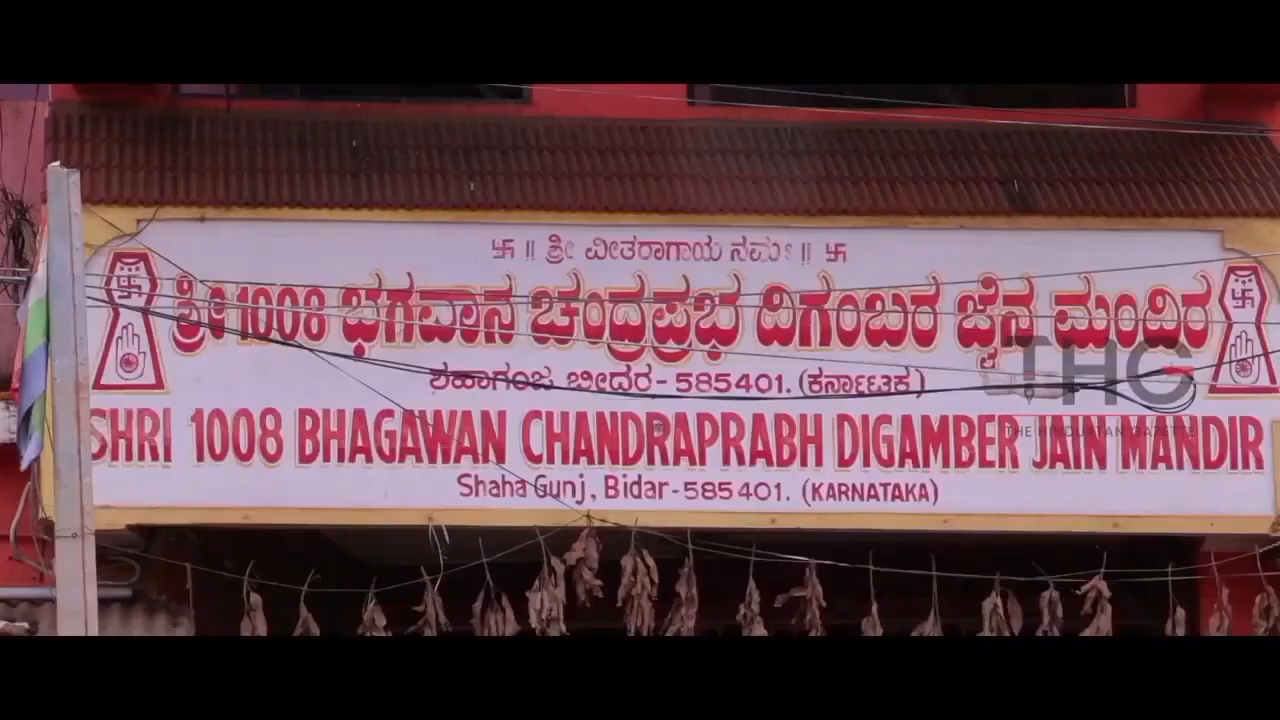 卐 || ಶ್ರೀ ವೀತರಾಗಾಯ ನಮಃ || 卐
ಶ್ರೀ 1008 ಭಗವಾನ ಚಂದ್ರಪ್ರಭ ದಿಗಂಬರ ಜೈನ ಮಂದಿರ
ಶಹಾಗಂಜ ಬೀದರ - 585401. (ಕರ್ನಾಟಕ)
THG
THE HINDUSTAN GAZETTE
SHRI 1008 BHAGAWAN CHANDRAPRABH DIGAMBER JAIN MANDIR
Shaha Gunj, Bidar - 585401. (KARNATAKA)